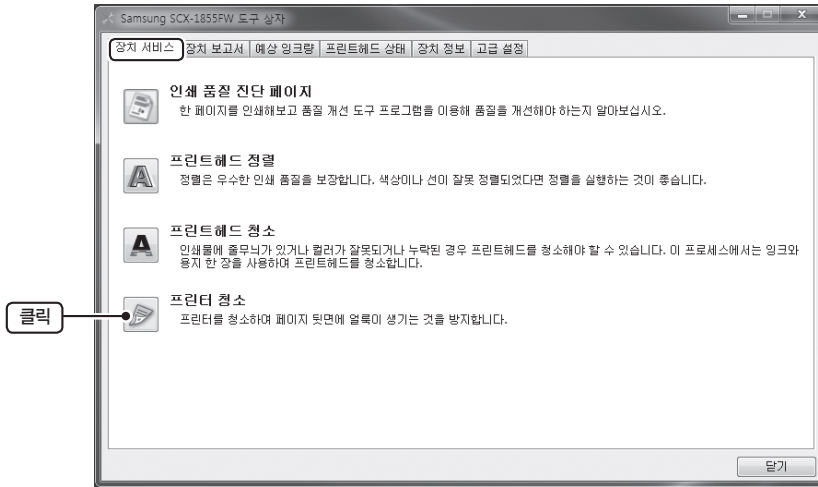 Samsung SCX-1855FW 도구 상자
장치 서비스 장치 보고서 예상 잉크량 프린트헤드 상태 장치 정보 고급 설정
인쇄 품질 진단 페이지
한 페이지를 인쇄해보고 품질 개선 도구 프로그램을 이용해 품질을 개선해야 하는지 알아보십시오.
프린트헤드 정렬
정렬은 우수한 인쇄 품질을 보장합니다. 색상이나 선이 잘못 정렬되었다면 정렬을 실행하는 것이 좋습니다.
프린트헤드 청소
인쇄물에 줄무늬가 있거나 컬러가 잘못되거나 누락된 경우 프린트헤드를 청소해야 할 수 있습니다. 이 프로세스에서는 잉크와
용지 한 장을 사용하여 프린트헤드를 청소합니다.
프린터 청소
클릭
프린터를 청소하여 페이지 뒷면에 얼룩이 생기는 것을 방지합니다.
닫기